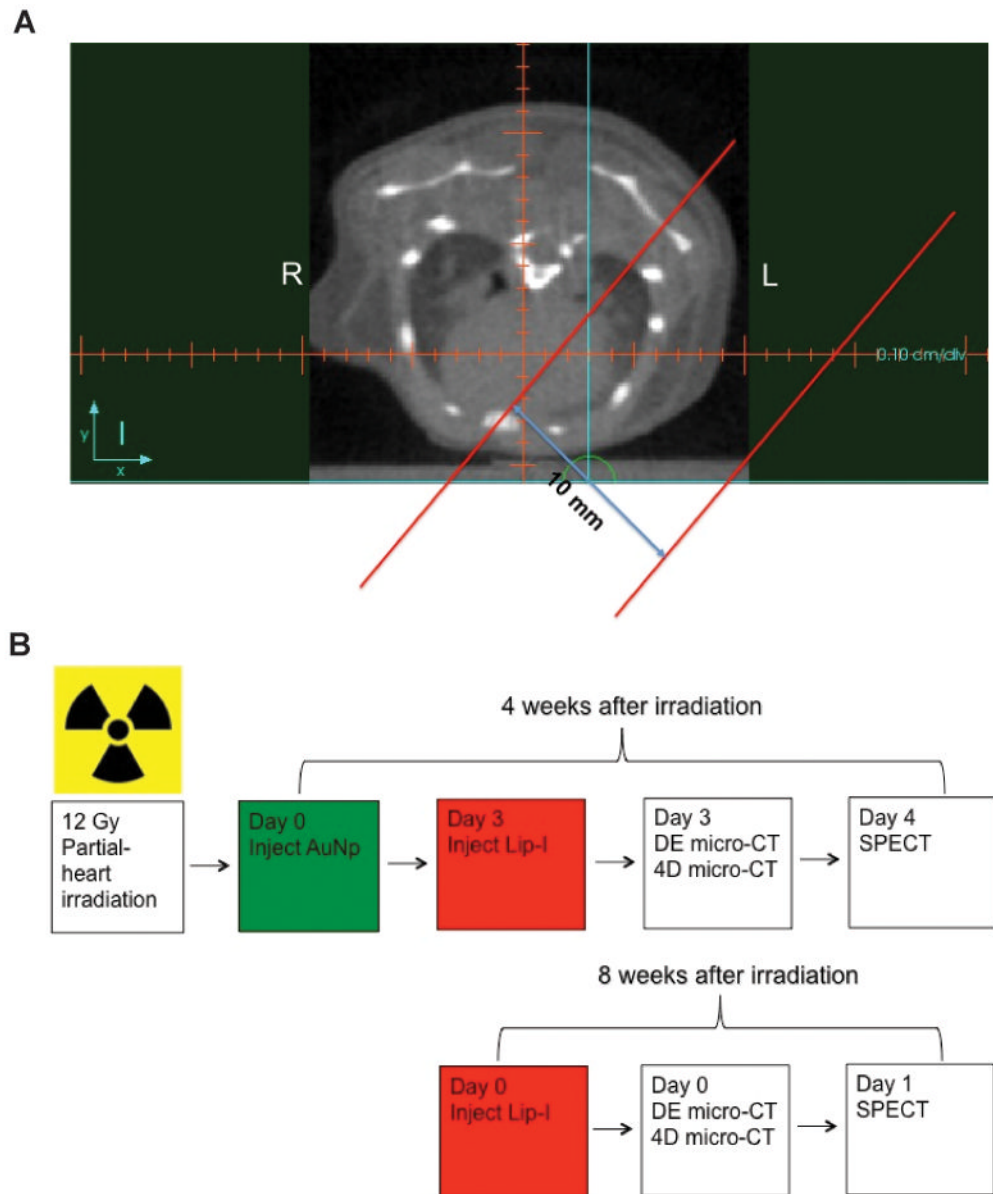 A
R
L
0.10 cm/div
y
I
x
10 mm
B
4 weeks after irradiation
12 Gy
Partial-
heart
irradiation
Day 0
Inject AuNp
Day 3
Inject Lip-I
Day 3
DE micro-CT
4D micro-CT
Day 4
SPECT
8 weeks after irradiation
Day 0
Inject Lip-I
Day 0
DE micro-CT
4D micro-CT
Day 1
SPECT